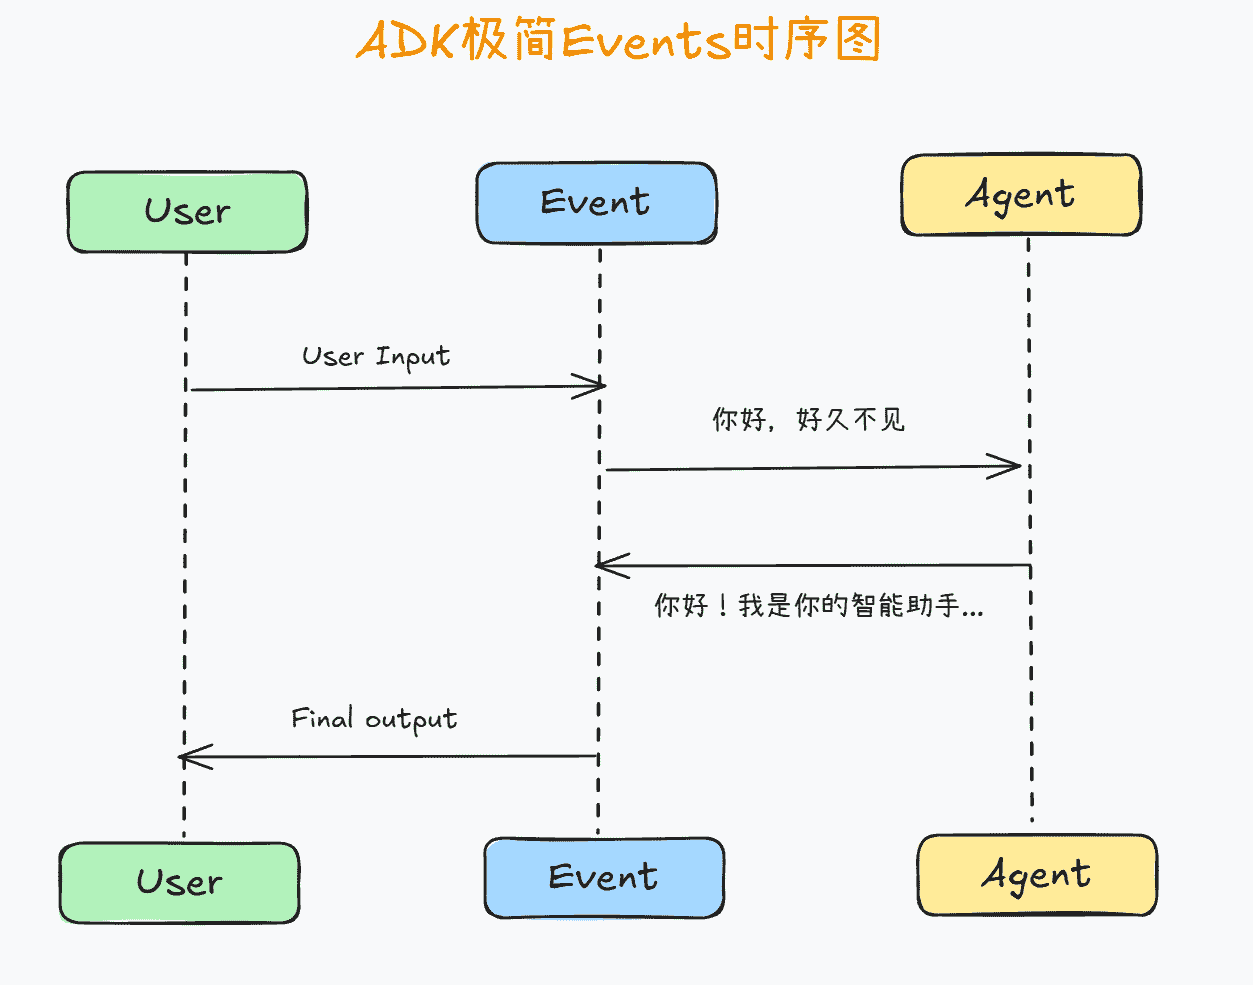 ADK极简Events时序图
User
Event
Agent
User Input
你好，好久不见
你好！我是你的智能助手...
Final output
User
Event
Agent